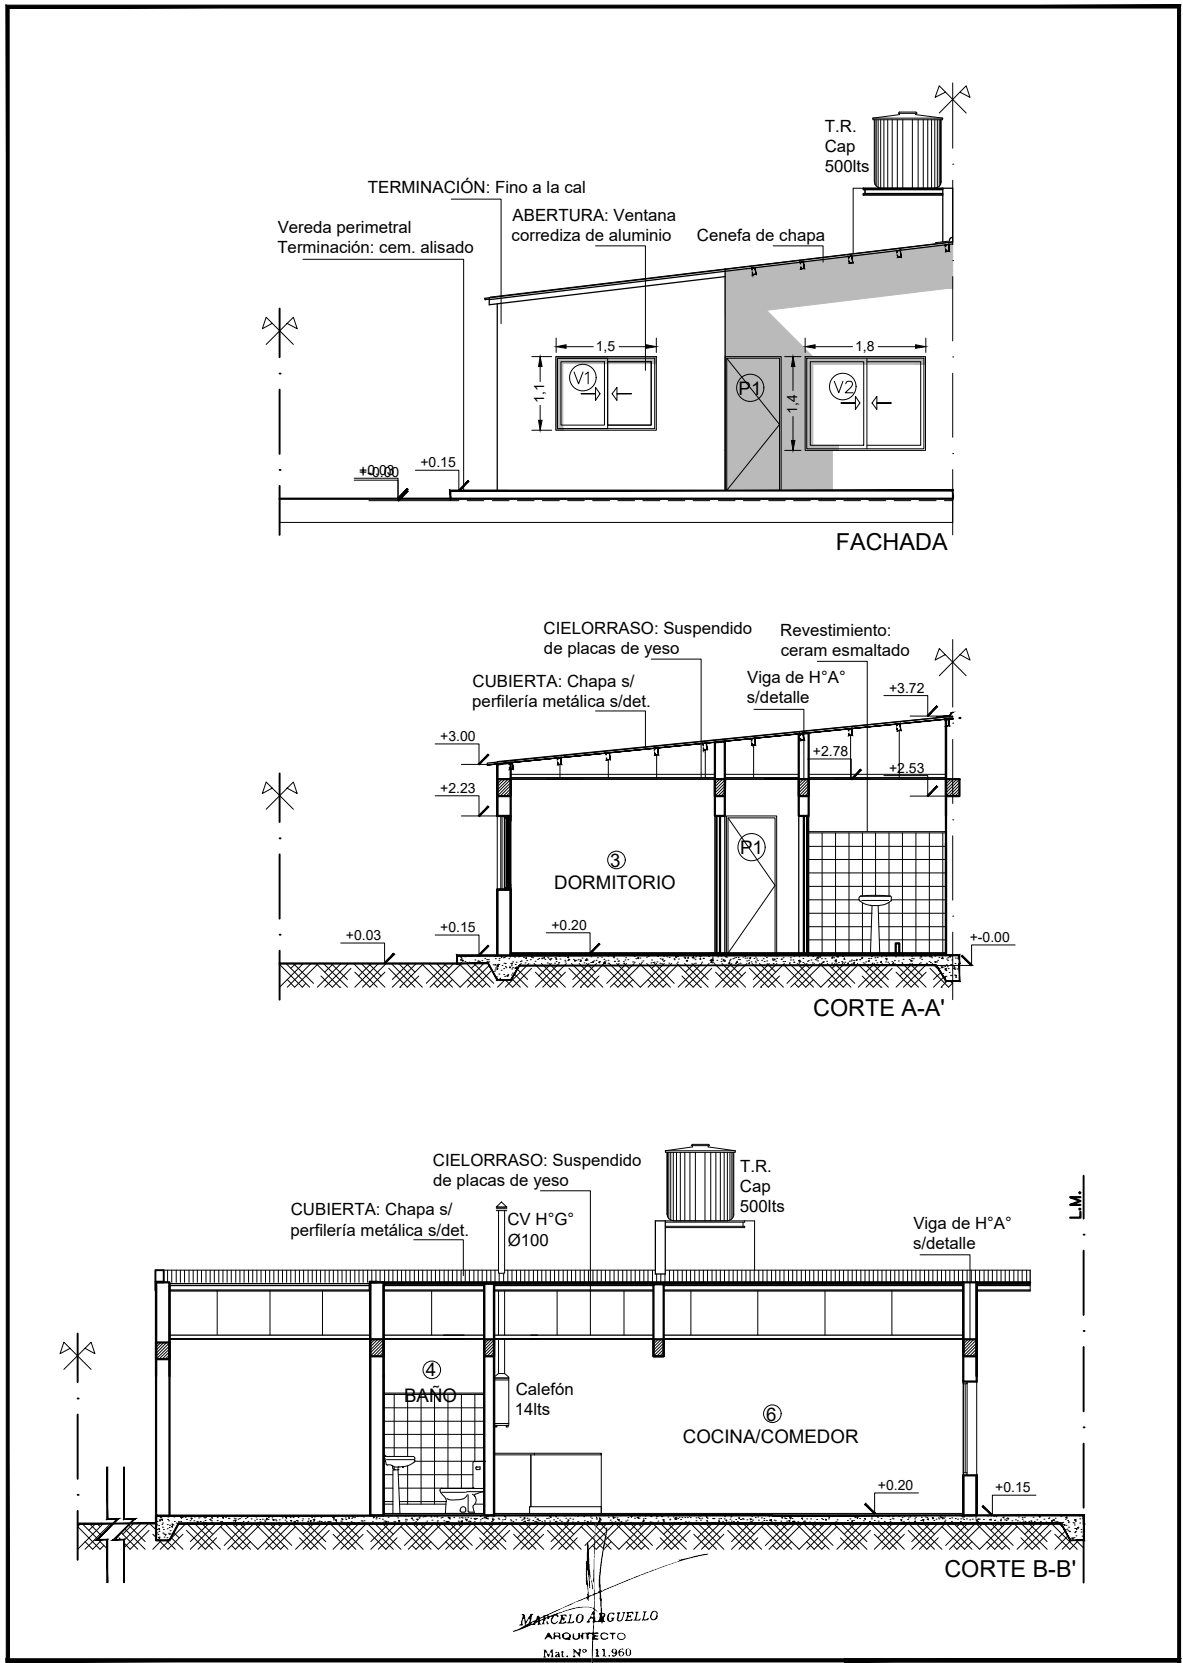 T.R.
Cap
500lts
TERMINACIÓN: Fino a la cal
ABERTURA: Ventana
corrediza de aluminio
Vereda perimetral
Terminación: cem. alisado
Cenefa de chapa
1,5
1,8
V1
P1
V2
1,1
1,4
+0.15
+0.03
+-0.00
FACHADA
CIELORRASO: Suspendido
de placas de yeso
Revestimiento:
ceram esmaltado
CUBIERTA: Chapa s/
perfilería metálica s/det.
Viga de H°A°
s/detalle
+3.72
+3.00
+2.78
+2.53
+2.23
P1
3
DORMITORIO
+0.03
+0.15
+0.20
+-0.00
CORTE A-A'
CIELORRASO: Suspendido
de placas de yeso
T.R.
Cap
500lts
CUBIERTA: Chapa s/
perfilería metálica s/det.
CV H°G°
Ø100
L.M.
Viga de H°A°
s/detalle
4
BAÑO
Calefón
14lts
6
COCINA/COMEDOR
+0.20
+0.15
CORTE B-B'
MARCELO ARGUELLO
ARQUITECTO
Mat. N° 11.960